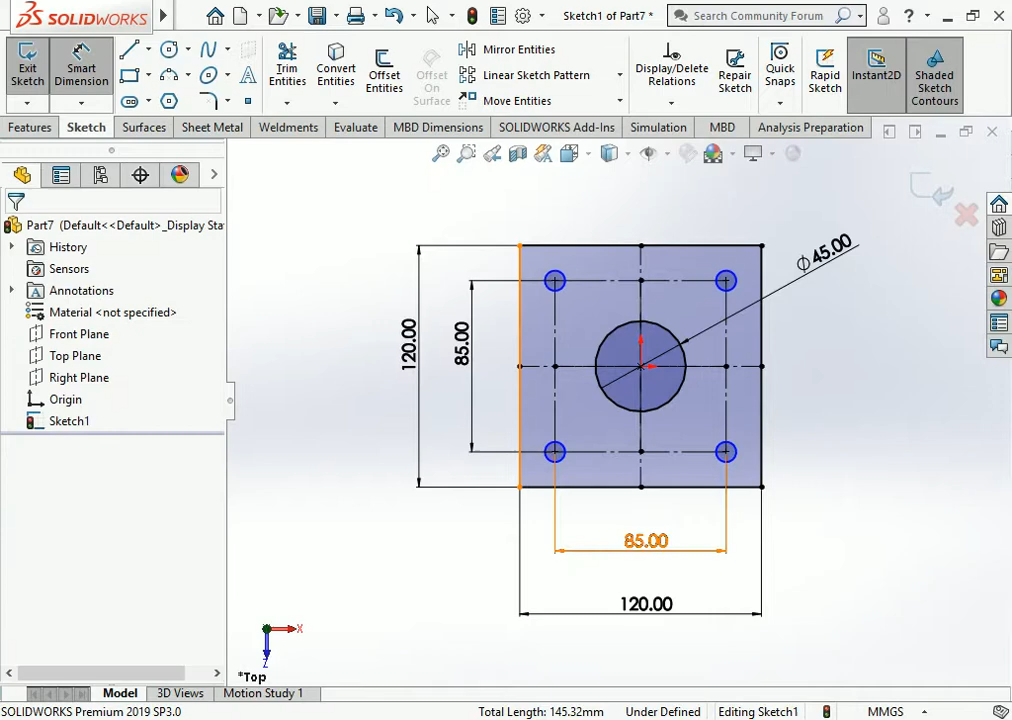 SOLIDWORKS
Sketch1 of Part7 *
Search Community Forum
?
Exit Sketch
Smart Dimension
Trim Entities
Convert Entities
Offset Entities
Offset On Surface
Mirror Entities
Linear Sketch Pattern
Move Entities
Display/Delete Relations
Repair Sketch
Quick Snaps
Rapid Sketch
Instant2D
Shaded Sketch Contours
Features
Sketch
Surfaces
Sheet Metal
Weldments
Evaluate
MBD Dimensions
SOLIDWORKS Add-Ins
Simulation
MBD
Analysis Preparation
Part7 (Default<<Default>_Display Sta
History
Sensors
Annotations
Material <not specified>
Front Plane
Top Plane
Right Plane
Origin
Sketch1
Φ45.00
120.00
85.00
85.00
120.00
X
Z
*Top
Model
3D Views
Motion Study 1
SOLIDWORKS Premium 2019 SP3.0
Total Length: 145.32mm
Under Defined
Editing Sketch1
MMGS